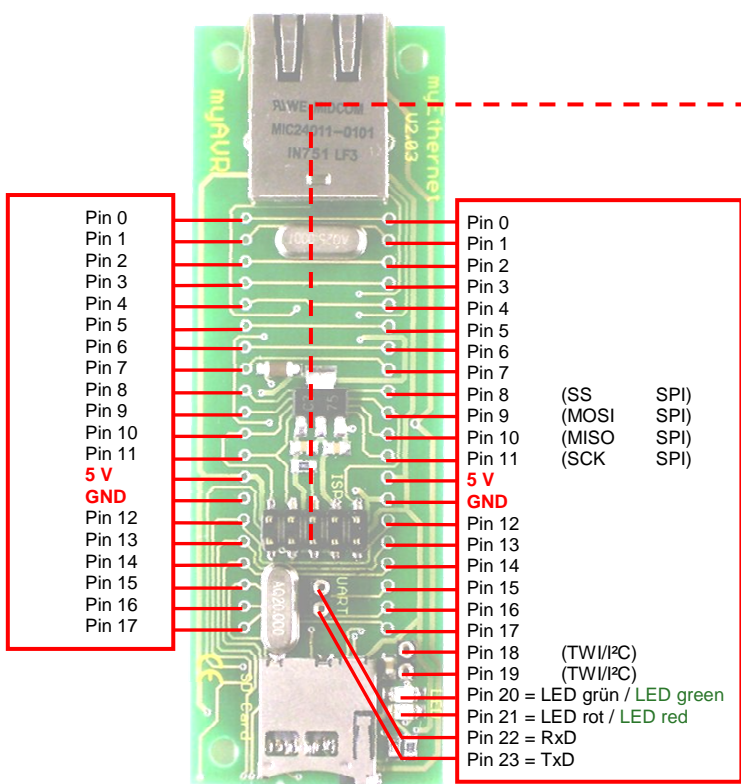 RJWE MIDCOM
MIC24011-0101
IN751 LF3
myAVR
myEthernet
V2.03
Pin 0
Pin 1
Pin 2
Pin 3
Pin 4
Pin 5
Pin 6
Pin 7
Pin 8
Pin 9
Pin 10
Pin 11
5 V
GND
Pin 12
Pin 13
Pin 14
Pin 15
Pin 16
Pin 17
ISP
UART
AQ20.000
CE
SD-Card
Pin 0
Pin 1
Pin 2
Pin 3
Pin 4
Pin 5
Pin 6
Pin 7
Pin 8 (SS SPI)
Pin 9 (MOSI SPI)
Pin 10 (MISO SPI)
Pin 11 (SCK SPI)
5 V
GND
Pin 12
Pin 13
Pin 14
Pin 15
Pin 16
Pin 17
Pin 18 (TWI/I²C)
Pin 19 (TWI/I²C)
Pin 20 = LED grün / LED green
Pin 21 = LED rot / LED red
Pin 22 = RxD
Pin 23 = TxD